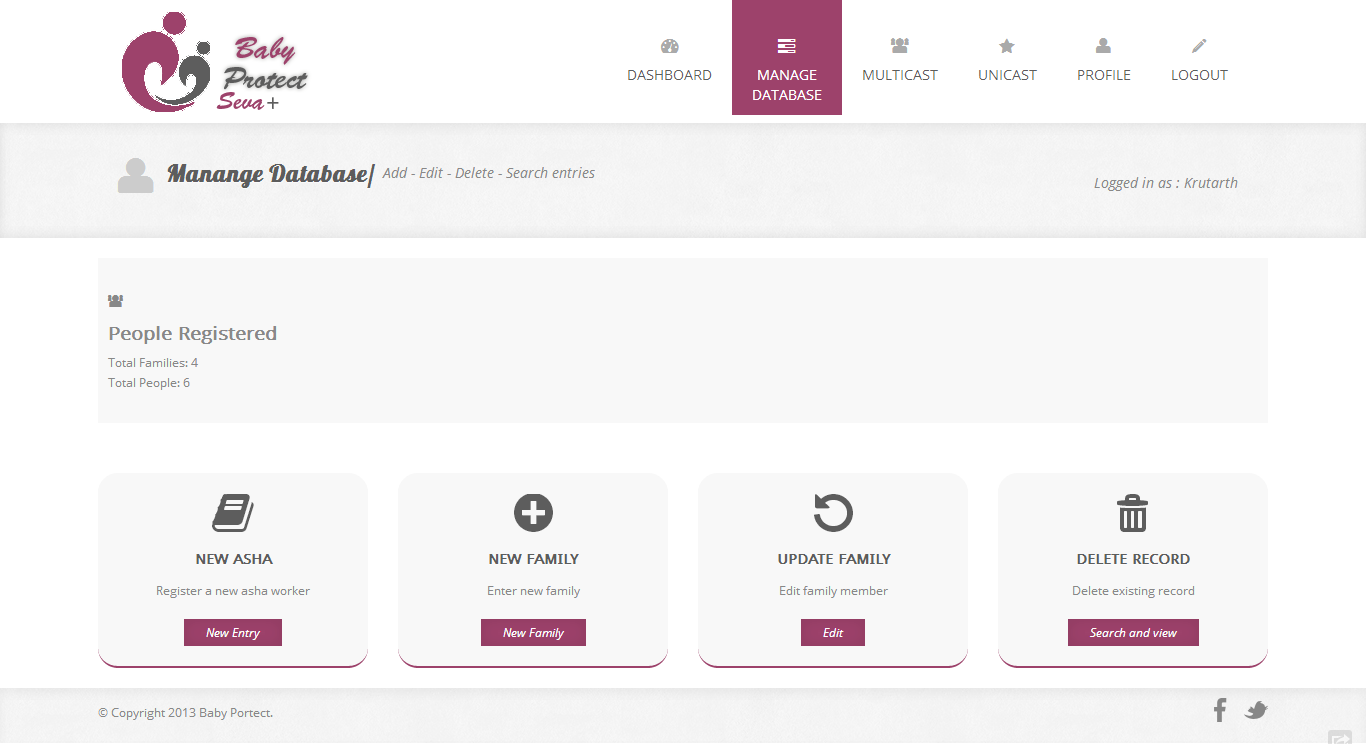 Baby
Protect
Seva+
DASHBOARD
MANAGE
DATABASE
MULTICAST
UNICAST
PROFILE
LOGOUT
Manange Database/ Add - Edit - Delete - Search entries
Logged in as : Krutarth
People Registered
Total Families: 4
Total People: 6
NEW ASHA
Register a new asha worker
New Entry
NEW FAMILY
Enter new family
New Family
UPDATE FAMILY
Edit family member
Edit
DELETE RECORD
Delete existing record
Search and view
© Copyright 2013 Baby Portect.